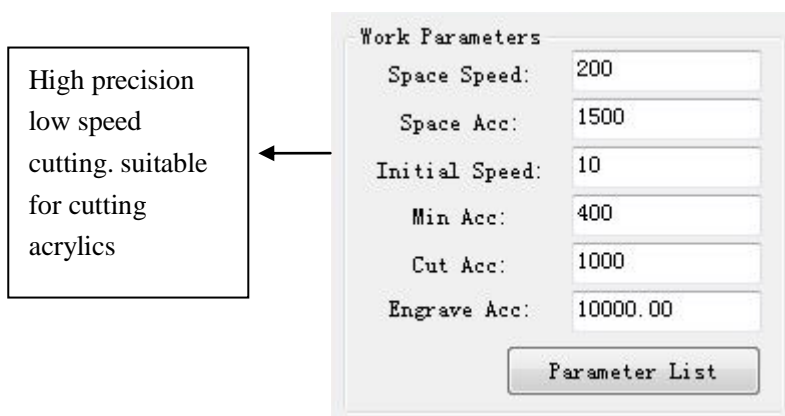 High precision
low speed
cutting. suitable
for cutting
acrylics
Work Parameters
Space Speed: 200
Space Acc: 1500
Initial Speed: 10
Min Acc: 400
Cut Acc: 1000
Engrave Acc: 10000.00
Parameter List